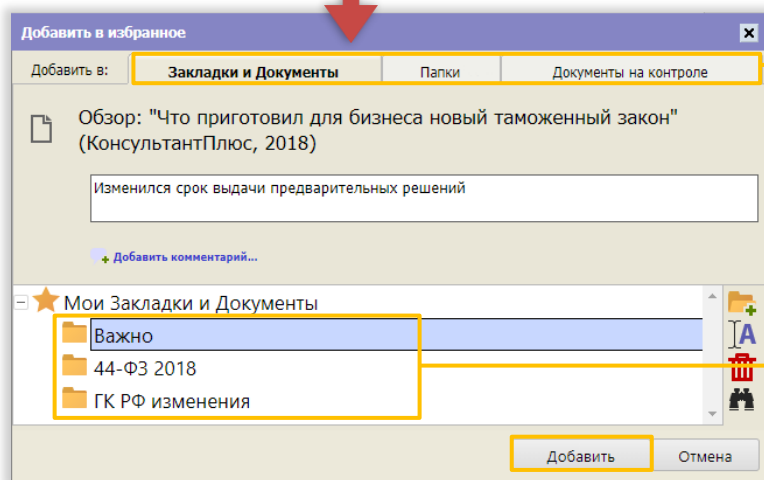 Добавить в избранное
Добавить в: Закладки и Документы Папки Документы на контроле
Обзор: "Что приготовил для бизнеса новый таможенный закон"
(КонсультантПлюс, 2018)
Изменился срок выдачи предварительных решений
Добавить комментарий...
Мои Закладки и Документы
Важно
44-ФЗ 2018
ГК РФ изменения
Добавить Отмена